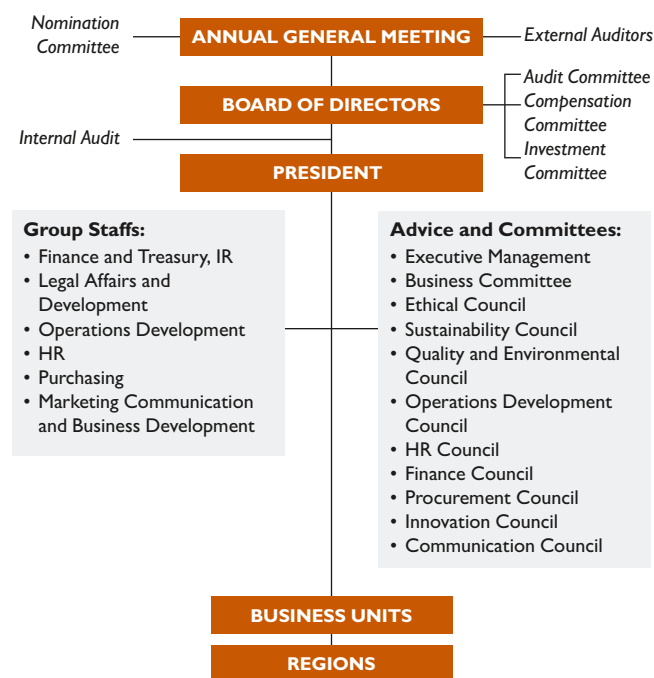 Nomination
Committee
ANNUAL GENERAL MEETING
External Auditors
BOARD OF DIRECTORS
Audit Committee
Compensation
Committee
Investment
Committee
Internal Audit
PRESIDENT
Group Staffs:
• Finance and Treasury, IR
• Legal Affairs and
Development
• Operations Development
• HR
• Purchasing
• Marketing Communication
and Business Development
Advice and Committees:
• Executive Management
• Business Committee
• Ethical Council
• Sustainability Council
• Quality and Environmental
Council
• Operations Development
Council
• HR Council
• Finance Council
• Procurement Council
• Innovation Council
• Communication Council
BUSINESS UNITS
REGIONS